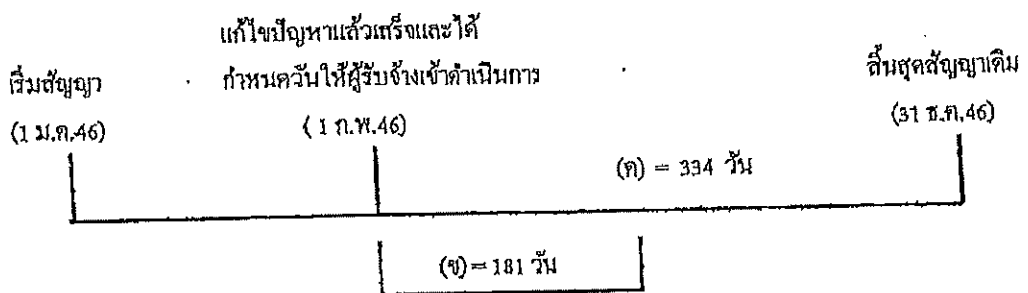 แก้ไขปัญหาแล้วเสร็จและได้
กำหนดวันให้ผู้รับจ้างเข้าดำเนินการ
(1 ก.พ.46)
เริ่มสัญญา
(1 ม.ค.46)
สิ้นสุดสัญญาเดิม
(31 ธ.ค.46)
(ค) = 334 วัน
(ข) = 181 วัน